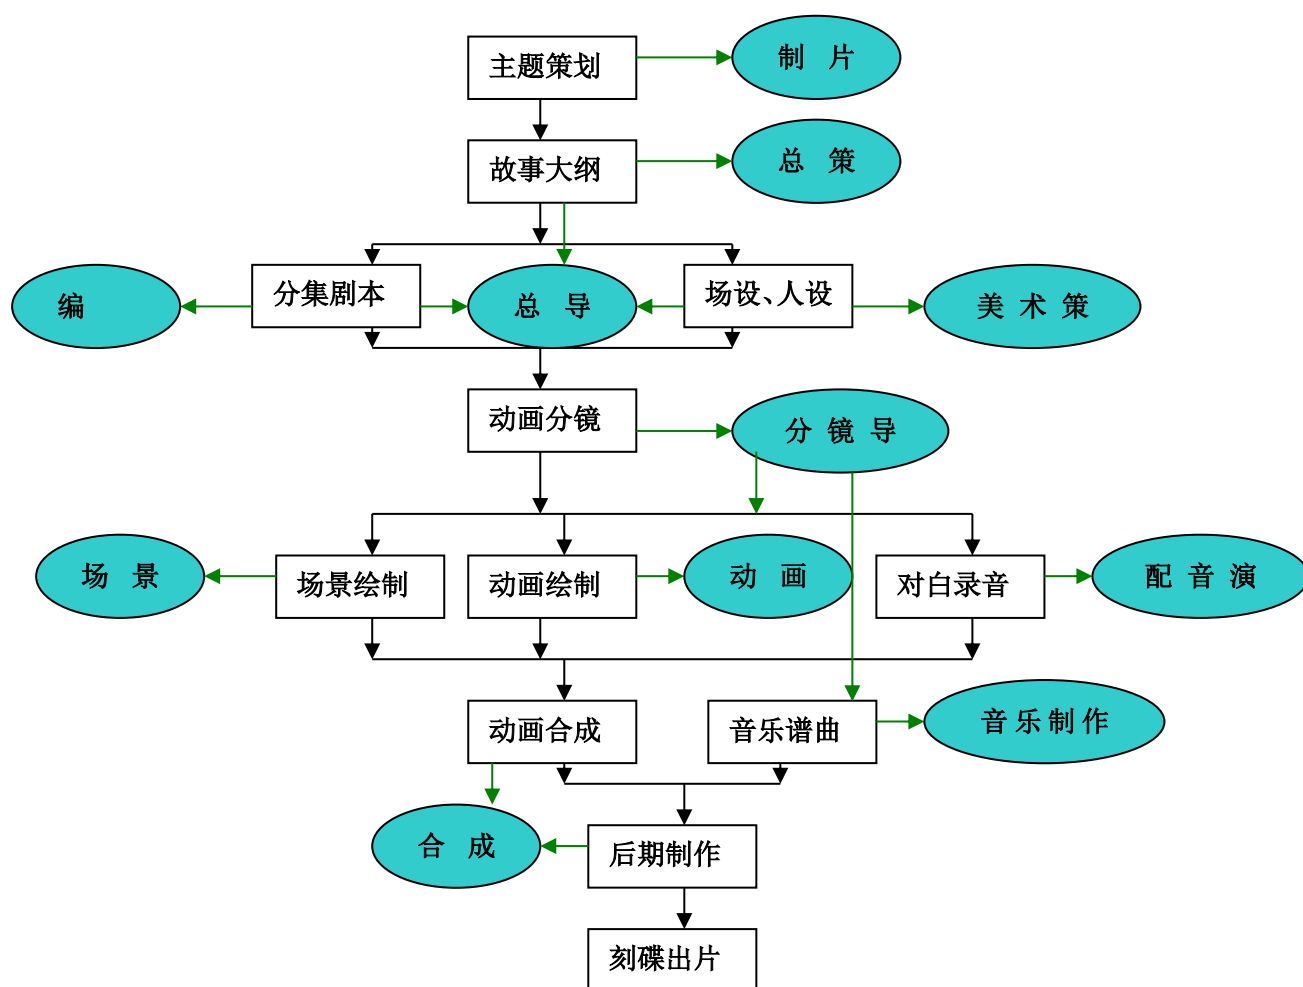 主题策划
制 片
故事大纲
总 策
编
分集剧本
总 导
场设、人设
美 术 策
动画分镜
分 镜 导
场 景
场景绘制
动画绘制
动 画
对白录音
配 音 演
动画合成
音乐谱曲
音乐制作
合 成
后期制作
刻碟出片